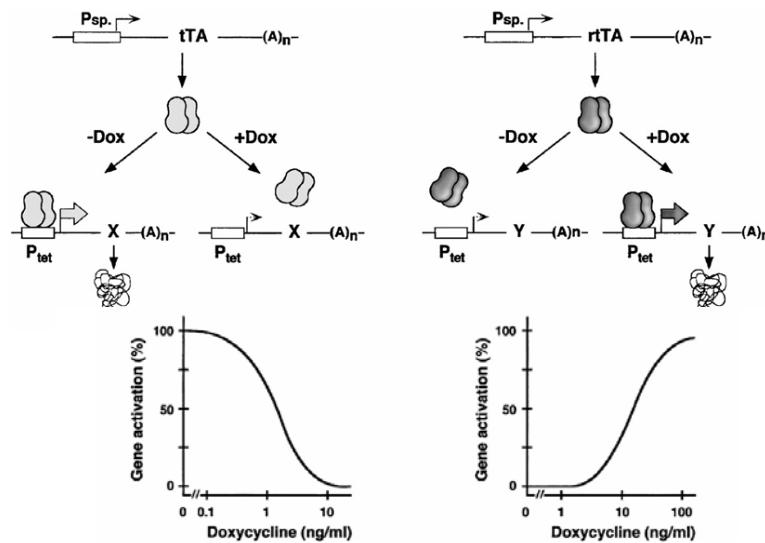 Psp.
tTA
(A)n-
-Dox
+Dox
X
(A)n-
Ptet
X
(A)n-
Ptet
Gene activation (%)
100
50
0
0
0.1
1
10
Doxycycline (ng/ml)
Psp.
rtTA
(A)n-
-Dox
+Dox
Y
(A)n-
Ptet
Y
(A)n
Ptet
Gene activation (%)
100
50
0
0
1
10
100
Doxycycline (ng/ml)